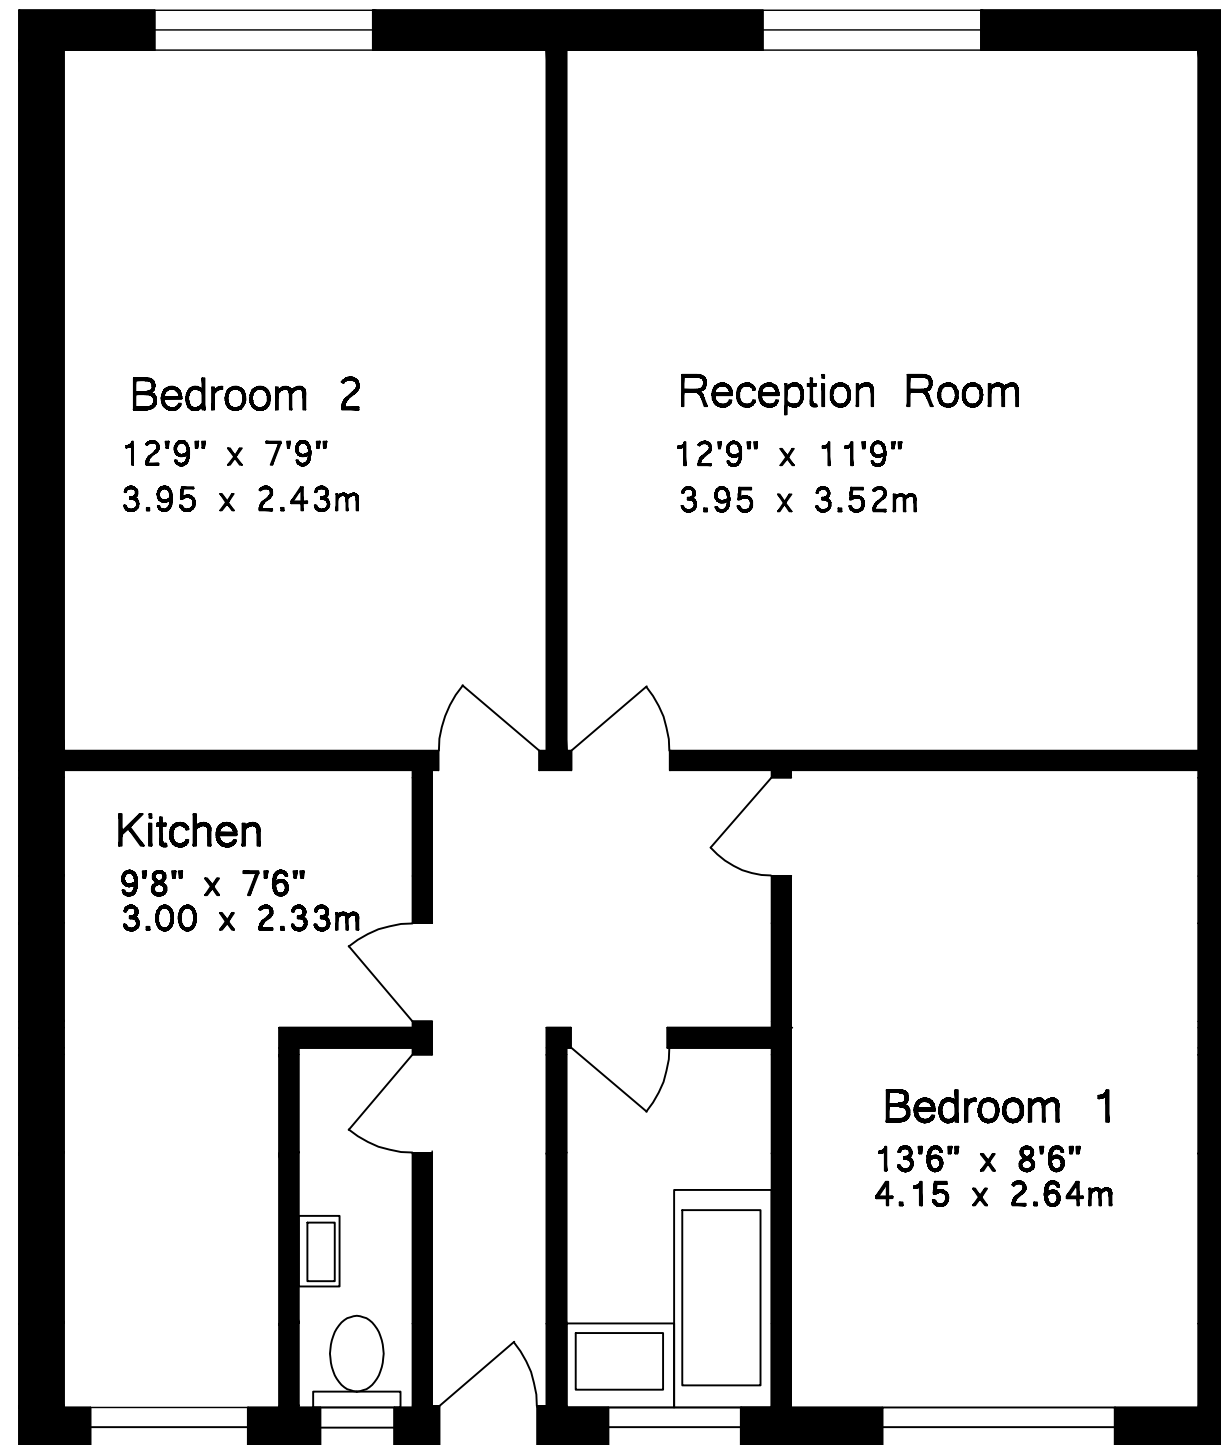 Bedroom 2
12'9" x 7'9"
3.95 x 2.43m
Reception Room
12'9" x 11'9"
3.95 x 3.52m
Kitchen
9'8" x 7'6"
3.00 x 2.33m
Bedroom 1
13'6" x 8'6"
4.15 x 2.64m